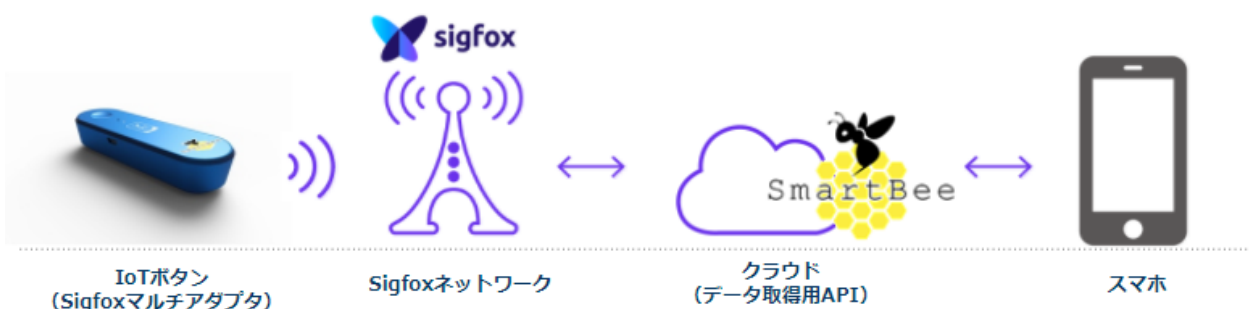 sigfox
SmartBee
IoTボタン
(Sigfoxマルチアダプタ)
Sigfoxネットワーク
クラウド
(データ取得用API)
スマホ